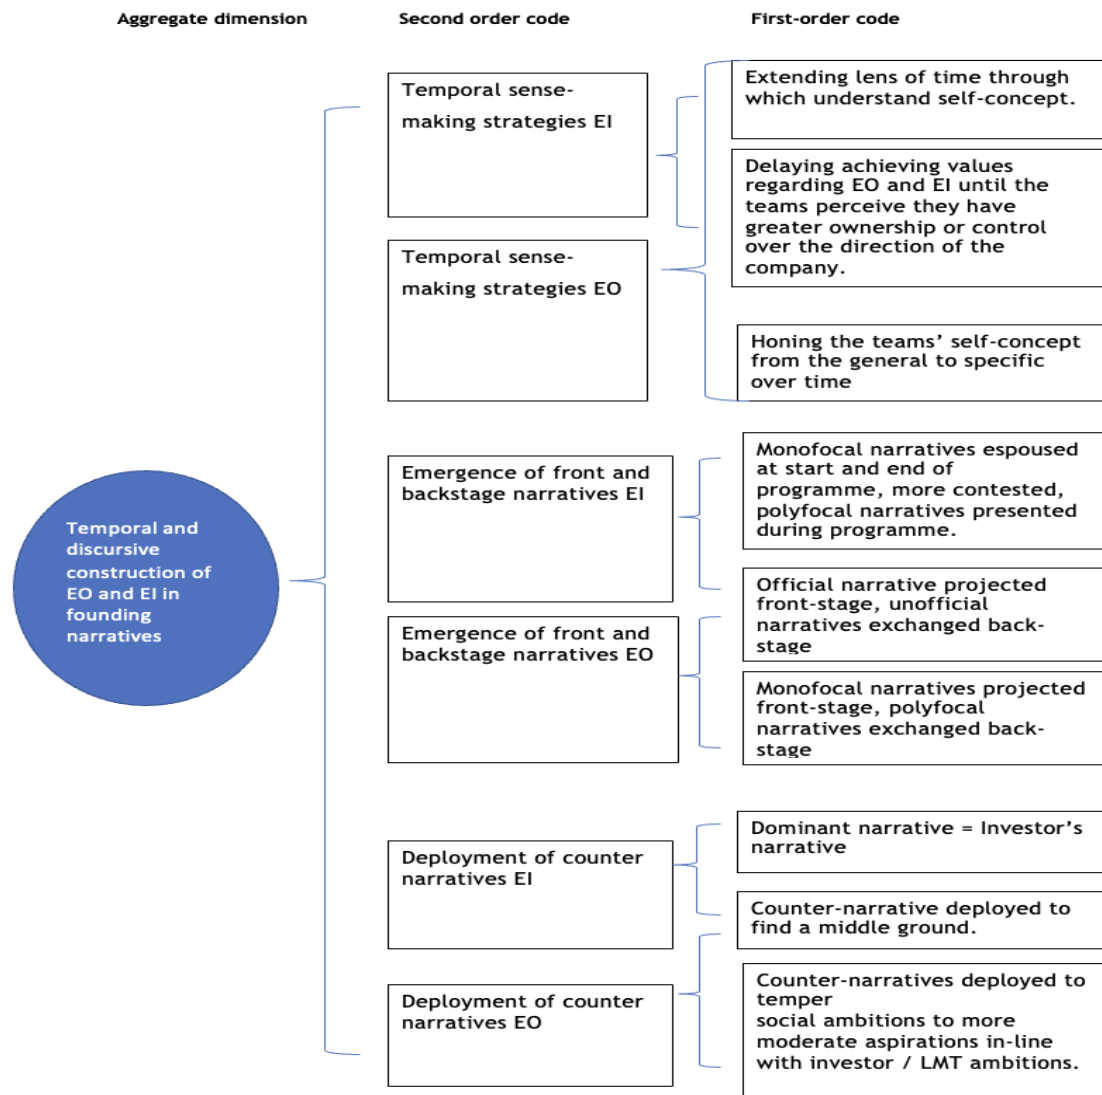 Aggregate dimension
Second order code
First-order code
Temporal sense-
making strategies EI
Extending lens of time through
which understand self-concept.
Delaying achieving values
regarding EO and EI until the
teams perceive they have
greater ownership or control
over the direction of the
company.
Temporal sense-
making strategies EO
Honing the teams’ self-concept
from the general to specific
over time
Temporal and
discursive
construction of
EO and EI in
founding
narratives
Emergence of front and
backstage narratives EI
Monofocal narratives espoused
at start and end of
programme, more contested,
polyfocal narratives presented
during programme.
Official narrative projected
front-stage, unofficial
narratives exchanged back-
stage
Emergence of front and
backstage narratives EO
Monofocal narratives projected
front-stage, polyfocal
narratives exchanged back-
stage
Deployment of counter
narratives EI
Dominant narrative = Investor’s
narrative
Counter-narrative deployed to
find a middle ground.
Deployment of counter
narratives EO
Counter-narratives deployed to
temper
social ambitions to more
moderate aspirations in-line
with investor / LMT ambitions.